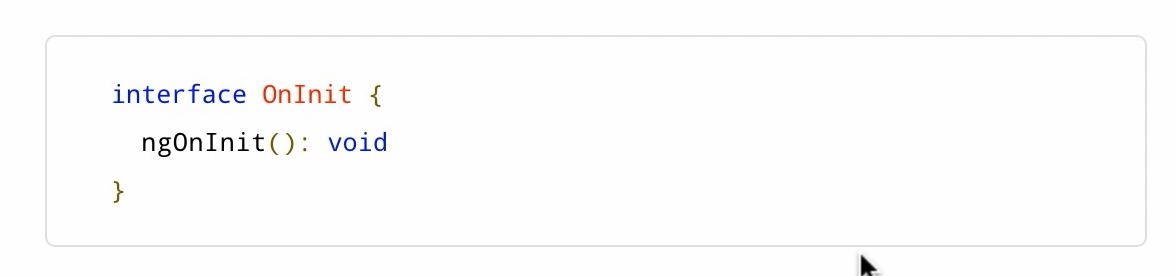 interface OnInit {
ngOnInit(): void
}